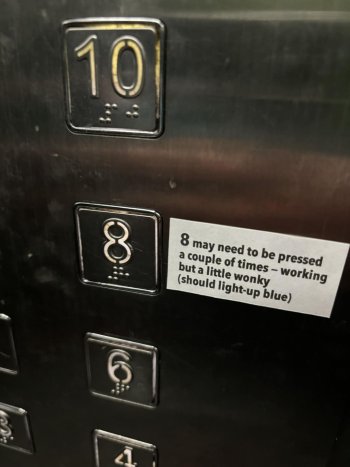 10
8
8 may need to be pressed
a couple of times – working
but a little wonky
(should light-up blue)
6
4